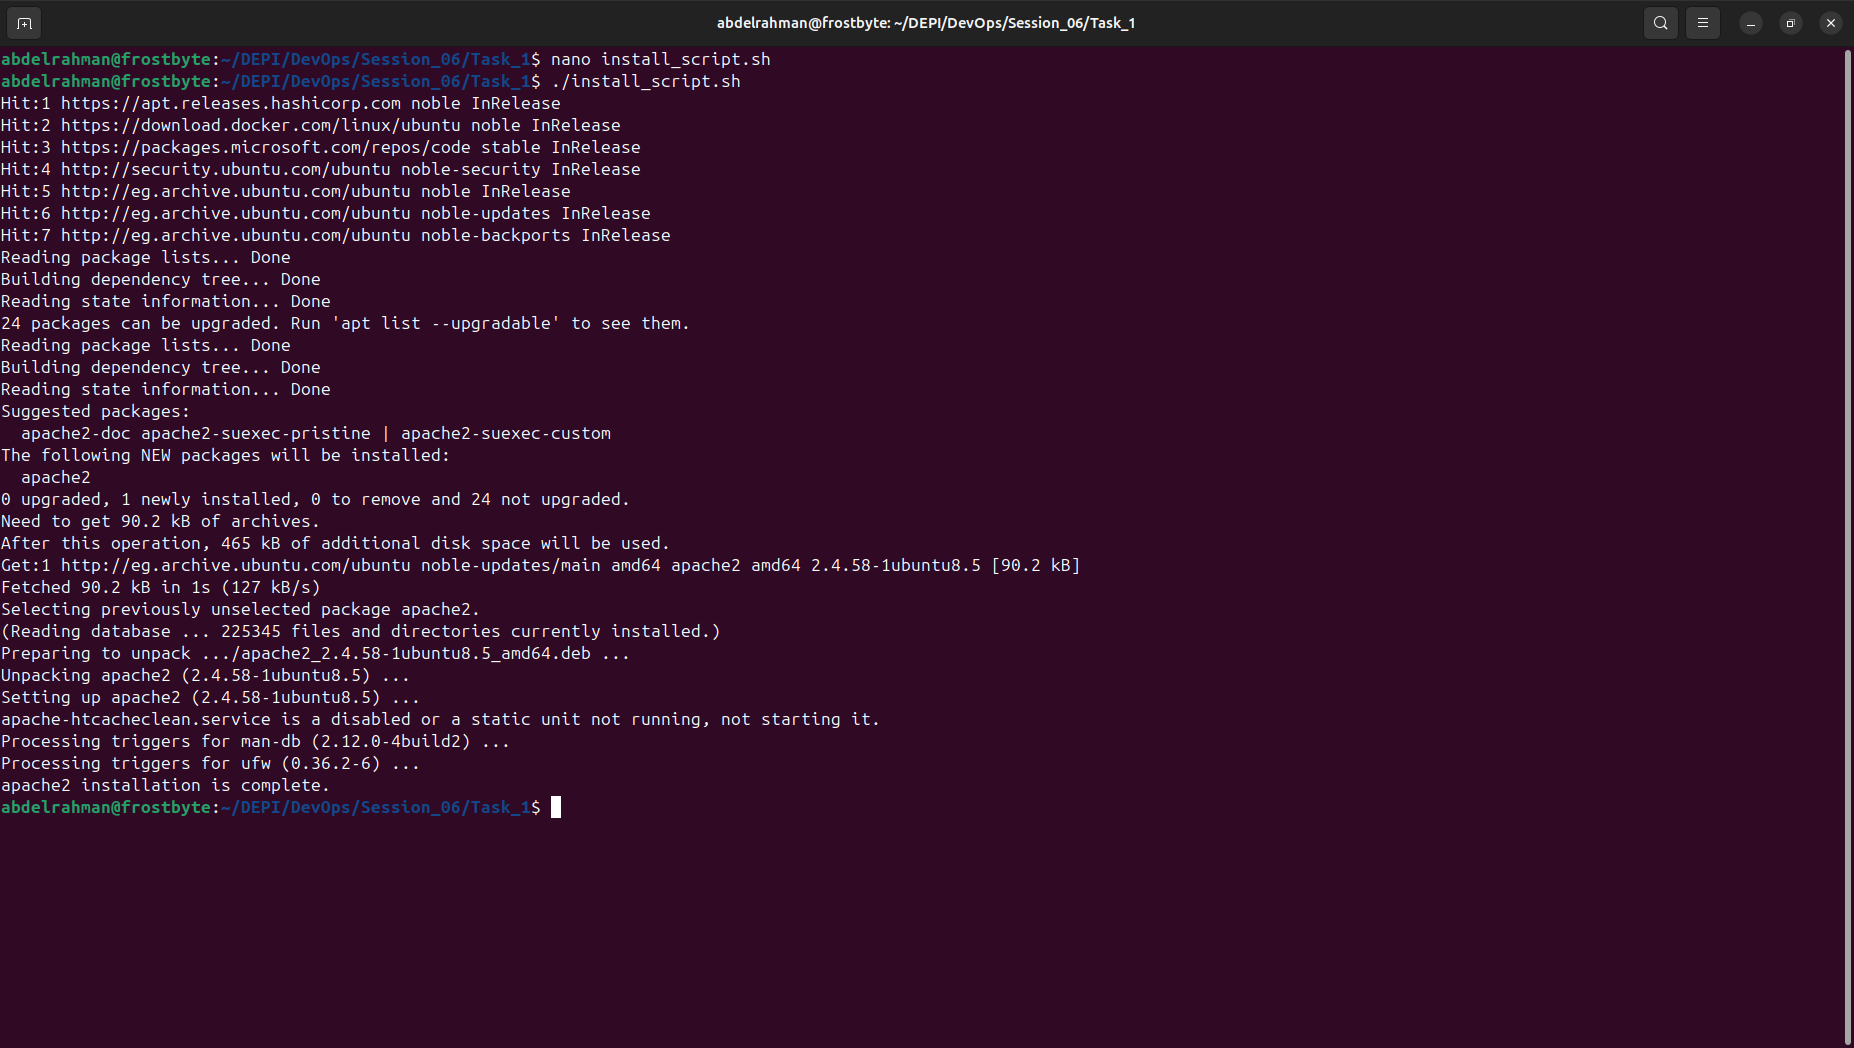 abdelrahman@frostbyte: ~/DEPI/DevOps/Session_06/Task_1
abdelrahman@frostbyte:~/DEPI/DevOps/Session_06/Task_1$ nano install_script.sh
abdelrahman@frostbyte:~/DEPI/DevOps/Session_06/Task_1$ ./install_script.sh
Hit:1 https://apt.releases.hashicorp.com noble InRelease
Hit:2 https://download.docker.com/linux/ubuntu noble InRelease
Hit:3 https://packages.microsoft.com/repos/code stable InRelease
Hit:4 http://security.ubuntu.com/ubuntu noble-security InRelease
Hit:5 http://eg.archive.ubuntu.com/ubuntu noble InRelease
Hit:6 http://eg.archive.ubuntu.com/ubuntu noble-updates InRelease
Hit:7 http://eg.archive.ubuntu.com/ubuntu noble-backports InRelease
Reading package lists... Done
Building dependency tree... Done
Reading state information... Done
24 packages can be upgraded. Run 'apt list --upgradable' to see them.
Reading package lists... Done
Building dependency tree... Done
Reading state information... Done
Suggested packages:
  apache2-doc apache2-suexec-pristine | apache2-suexec-custom
The following NEW packages will be installed:
  apache2
0 upgraded, 1 newly installed, 0 to remove and 24 not upgraded.
Need to get 90.2 kB of archives.
After this operation, 465 kB of additional disk space will be used.
Get:1 http://eg.archive.ubuntu.com/ubuntu noble-updates/main amd64 apache2 amd64 2.4.58-1ubuntu8.5 [90.2 kB]
Fetched 90.2 kB in 1s (127 kB/s)
Selecting previously unselected package apache2.
(Reading database ... 225345 files and directories currently installed.)
Preparing to unpack .../apache2_2.4.58-1ubuntu8.5_amd64.deb ...
Unpacking apache2 (2.4.58-1ubuntu8.5) ...
Setting up apache2 (2.4.58-1ubuntu8.5) ...
apache-htcacheclean.service is a disabled or a static unit not running, not starting it.
Processing triggers for man-db (2.12.0-4build2) ...
Processing triggers for ufw (0.36.2-6) ...
apache2 installation is complete.
abdelrahman@frostbyte:~/DEPI/DevOps/Session_06/Task_1$